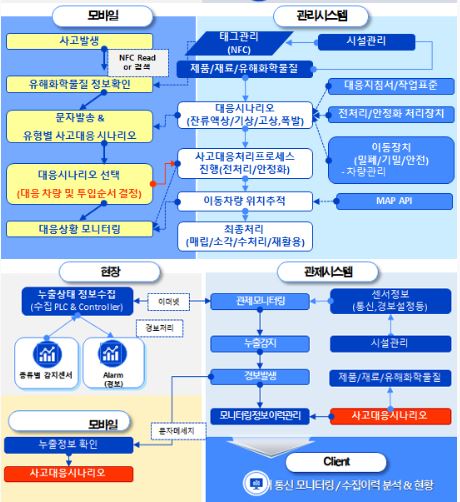 모바일
사고발생
NFC Read
or 검색
유해화학물질 정보확인
문자발송 &
유형별 사고대응 시나리오
대응시나리오 선택
(대응 차량 및 투입순서 결정)
대응상황 모니터링
관리시스템
태그관리
(NFC)
시설관리
제품/재료/유해화학물질
대응시나리오
(잔류액상/기상/고상,폭발)
대응지침서/작업표준
전처리/안정화 처리장치
이동장치
(밀폐/기밀/안전)
-차량관리
사고대응처리프로세스
진행(전처리/안정화)
이동차량 위치추적
MAP API
최종처리
(매립/소각/수처리/재활용)
현장
누출상태 정보수집
(수집 PLC & Controller)
이더넷
경보처리
종류별 감지센서
Alarm
(경보)
모바일
누출정보 확인
사고대응시나리오
문자메세지
관제시스템
관제모니터링
센서정보
(통신,경보설정등)
누출감지
시설관리
경보발생
제품/재료/유해화학물질
모니터링정보이력관리
사고대응시나리오
Client
통신 모니터링 / 수집이력 분석 & 현황